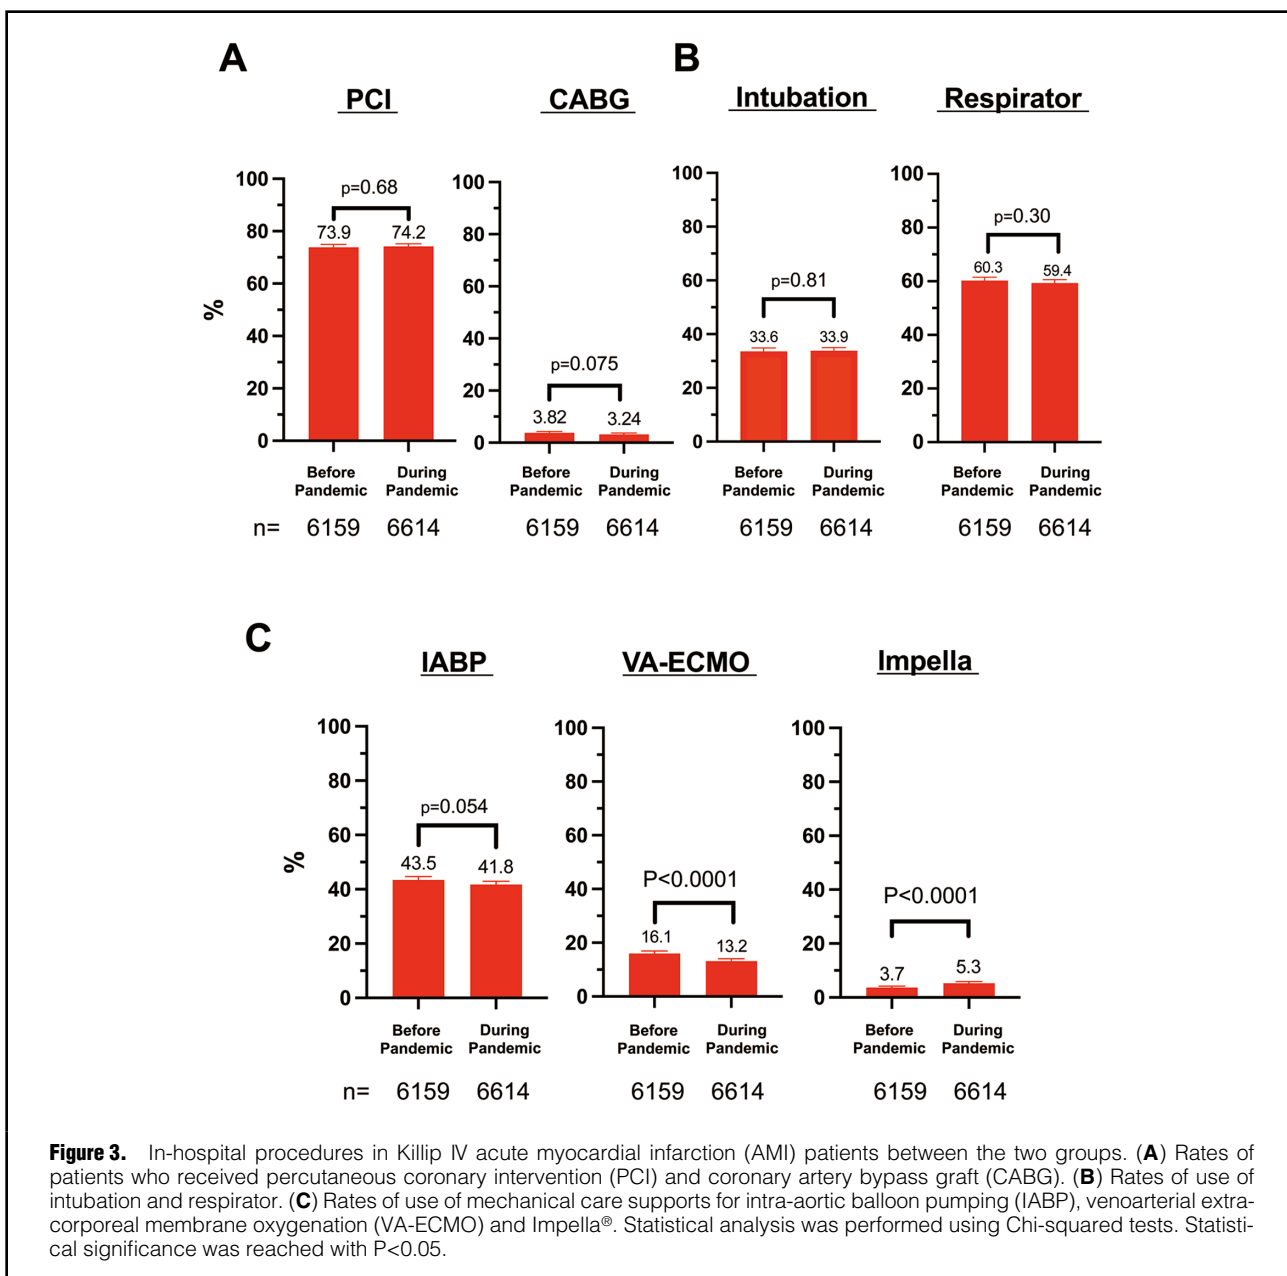 A
PCI
CABG
p=0.68
73.9 74.2
100
80
60
40
20
0
%
Before Pandemic
During Pandemic
p=0.075
3.82 3.24
100
80
60
40
20
0
Before Pandemic
During Pandemic
n= 6159 6614 6159 6614
B
Intubation
Respirator
p=0.81
33.6 33.9
100
80
60
40
20
0
Before Pandemic
During Pandemic
p=0.30
60.3 59.4
100
80
60
40
20
0
Before Pandemic
During Pandemic
6159 6614 6159 6614
C
IABP
VA-ECMO
Impella
p=0.054
43.5 41.8
100
80
60
40
20
0
%
Before Pandemic
During Pandemic
P<0.0001
16.1 13.2
100
80
60
40
20
0
Before Pandemic
During Pandemic
P<0.0001
3.7 5.3
100
80
60
40
20
0
Before Pandemic
During Pandemic
n= 6159 6614 6159 6614 6159 6614
Figure 3. In-hospital procedures in Killip IV acute myocardial infarction (AMI) patients between the two groups. (A) Rates of
patients who received percutaneous coronary intervention (PCI) and coronary artery bypass graft (CABG). (B) Rates of use of
intubation and respirator. (C) Rates of use of mechanical care supports for intra-aortic balloon pumping (IABP), venoarterial extra-
corporeal membrane oxygenation (VA-ECMO) and Impella®. Statistical analysis was performed using Chi-squared tests. Statisti-
cal significance was reached with P<0.05.